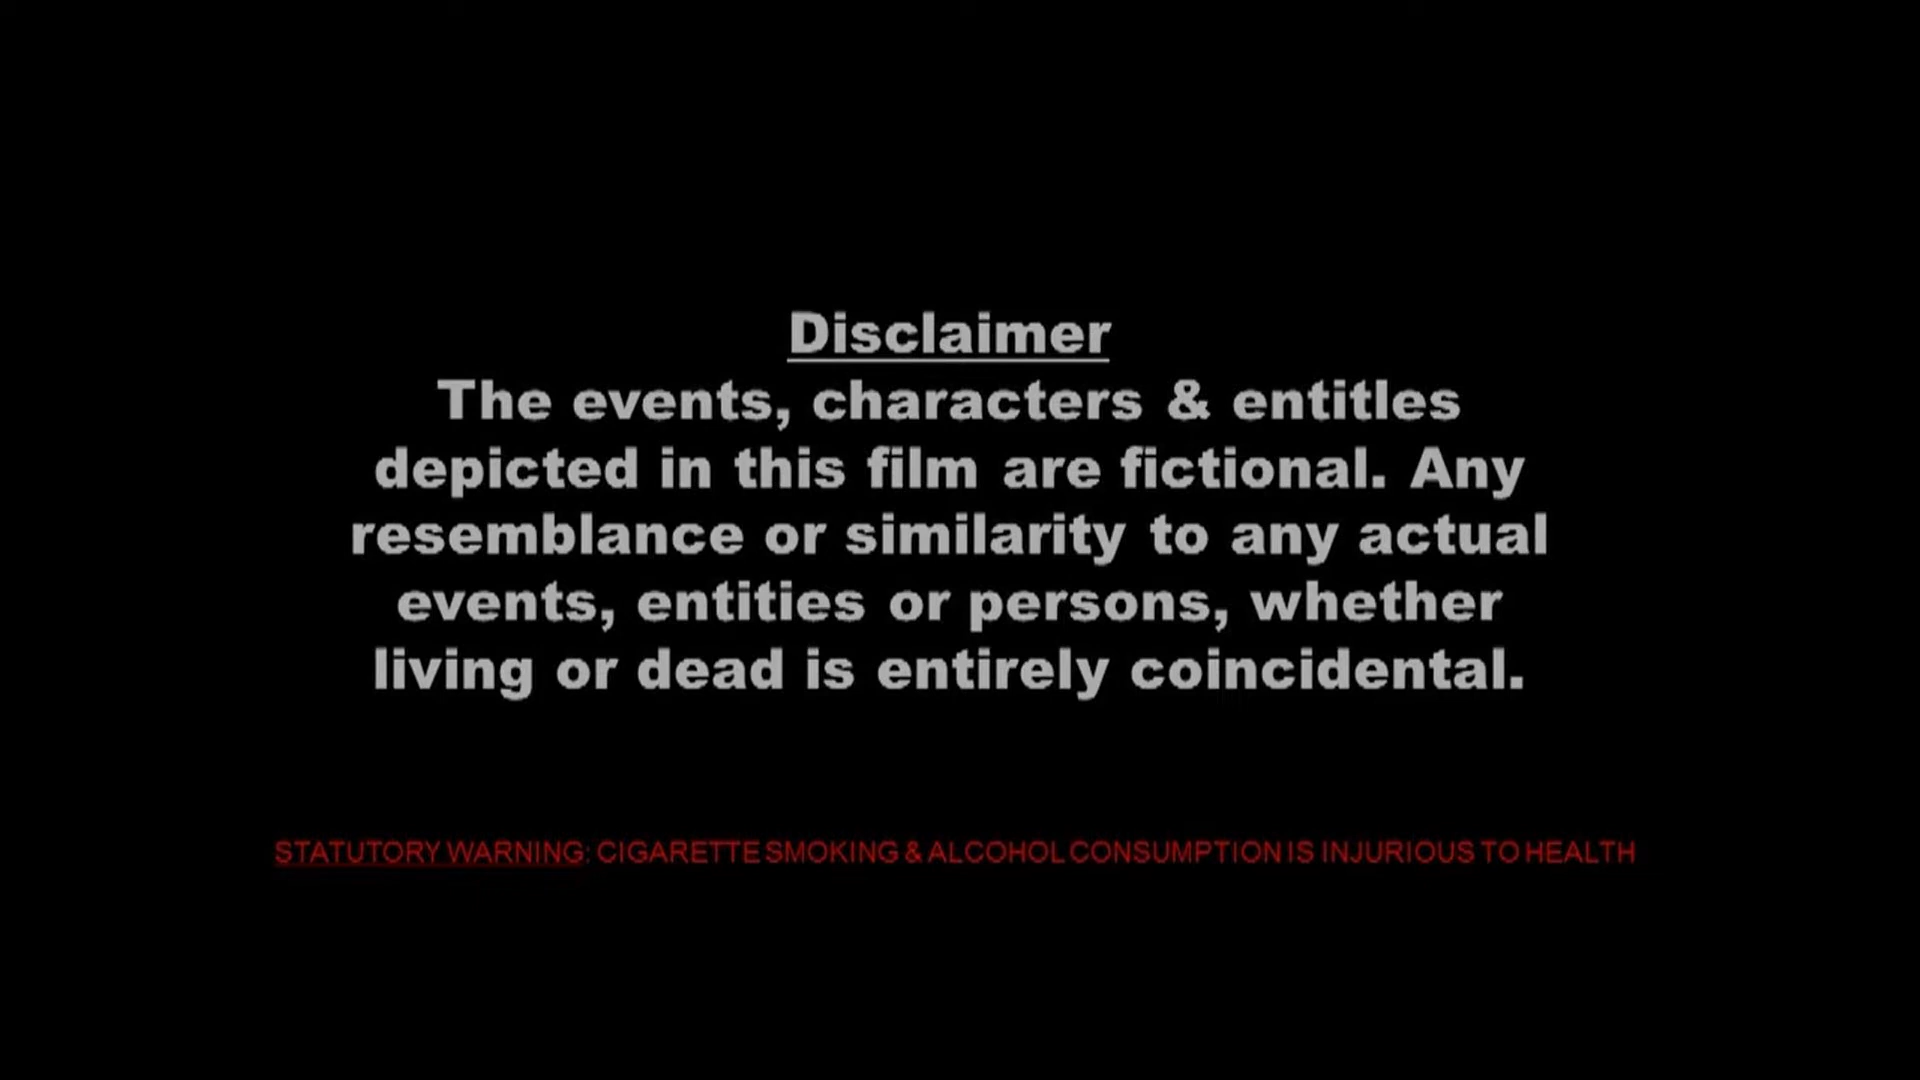 Disclaimer
The events, characters & entitles
depicted in this film are fictional. Any
resemblance or similarity to any actual
events, entities or persons, whether
living or dead is entirely coincidental.
STATUTORY WARNING: CIGARETTE SMOKING & ALCOHOL CONSUMPTION IS INJURIOUS TO HEALTH